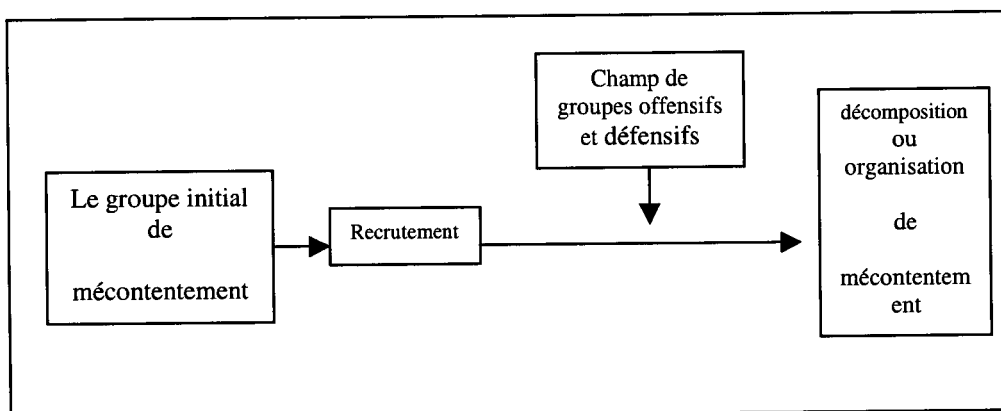 Le groupe initial
de
mécontentement
Recrutement
Champ de
groupes offensifs
et défensifs
décomposition
ou
organisation
de
mécontentem
ent